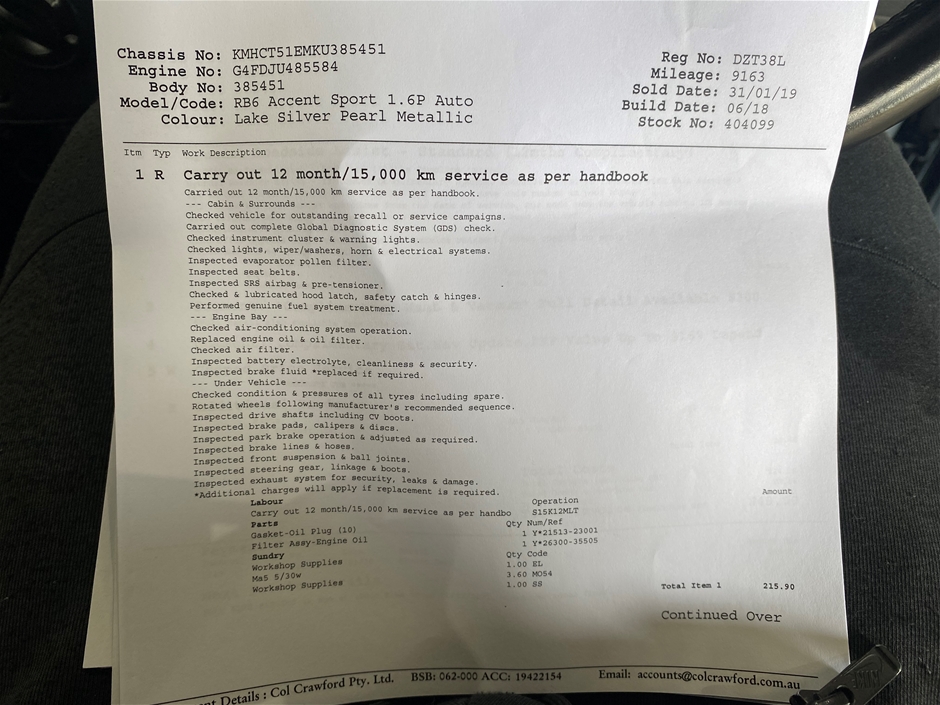 Chassis No: KMHCT51EMKU385451
Engine No: G4FDJU485584
Body No: 385451
Model/Code: RB6 Accent Sport 1.6P Auto
Colour: Lake Silver Pearl Metallic
Reg No: DZT38L
Mileage: 9163
Sold Date: 31/01/19
Build Date: 06/18
Stock No: 404099
Itm Typ Work Description
1 R Carry out 12 month/15,000 km service as per handbook
Carried out 12 month/15,000 km service as per handbook.
--- Cabin & Surrounds ---
Checked vehicle for outstanding recall or service campaigns.
Carried out complete Global Diagnostic System (GDS) check.
Checked instrument cluster & warning lights.
Checked lights, wiper/washers, horn & electrical systems.
Inspected evaporator pollen filter.
Inspected seat belts.
Inspected SRS airbag & pre-tensioner.
Checked & lubricated hood latch, safety catch & hinges.
Performed genuine fuel system treatment.
--- Engine Bay ---
Checked air-conditioning system operation.
Replaced engine oil & oil filter.
Checked air filter.
Inspected battery electrolyte, cleanliness & security.
Inspected brake fluid *replaced if required.
--- Under Vehicle ---
Checked condition & pressures of all tyres including spare.
Rotated wheels following manufacturer's recommended sequence.
Inspected drive shafts including CV boots.
Inspected brake pads, calipers & discs.
Inspected park brake operation & adjusted as required.
Inspected brake lines & hoses.
Inspected front suspension & ball joints.
Inspected steering gear, linkage & boots.
Inspected exhaust system for security, leaks & damage.
*Additional charges will apply if replacement is required.
Amount
Labour Operation
Carry out 12 month/15,000 km service as per handbo S15K12MLT
Parts Qty Num/Ref
Gasket-Oil Plug (10) 1 Y*21513-23001
Filter Assy-Engine Oil 1 Y*26300-35505
Sundry Qty Code
Workshop Supplies 1.00 EL
Ma5 5/30w 3.60 MO54
Workshop Supplies 1.00 SS
Total Item 1 215.90
Continued Over
nt Details : Col Crawford Pty. Ltd. BSB: 062-000 ACC: 19422154 Email: accounts@colcrawford.com.au